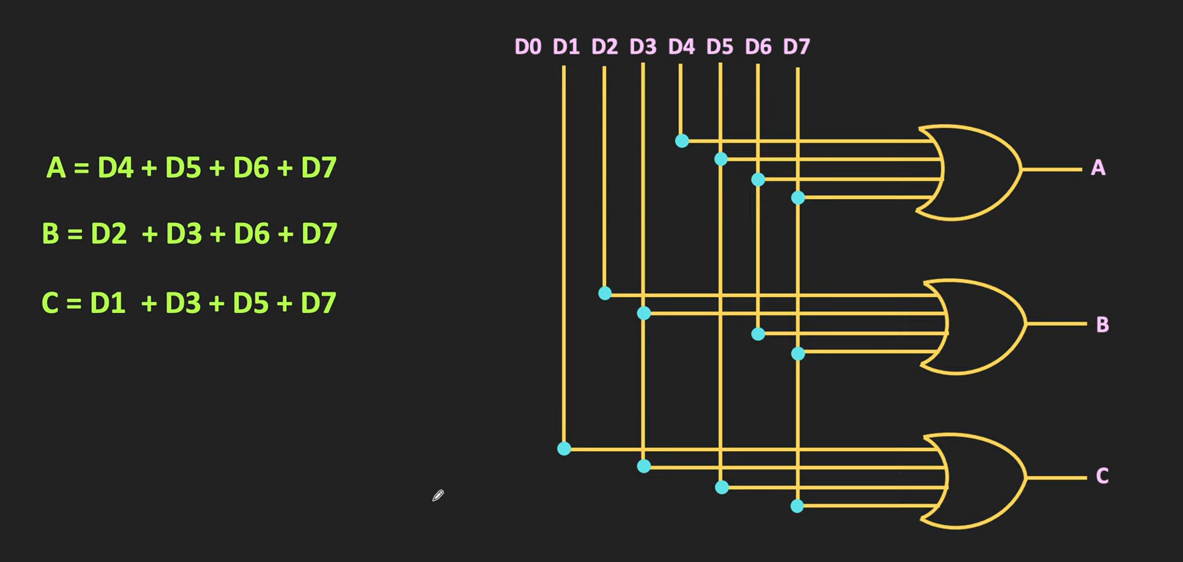 D0 D1 D2 D3 D4 D5 D6 D7
A = D4 + D5 + D6 + D7
A
B = D2 + D3 + D6 + D7
B
C = D1 + D3 + D5 + D7
C